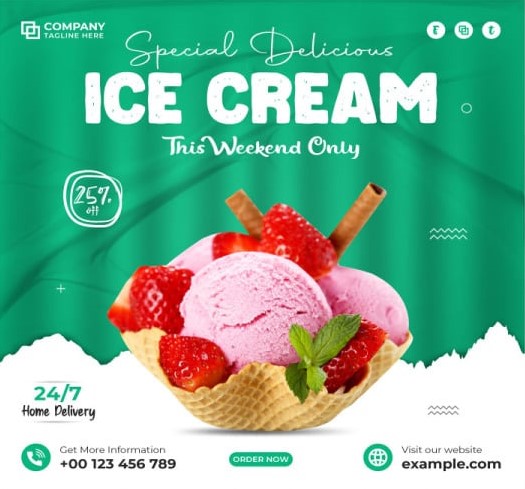 COMPANY
TAGLINE HERE
Special Delicious
ICE CREAM
This Weekend Only
25%
off
24/7
Home Delivery
Get More Information
+00 123 456 789
ORDER NOW
Visit our website
example.com